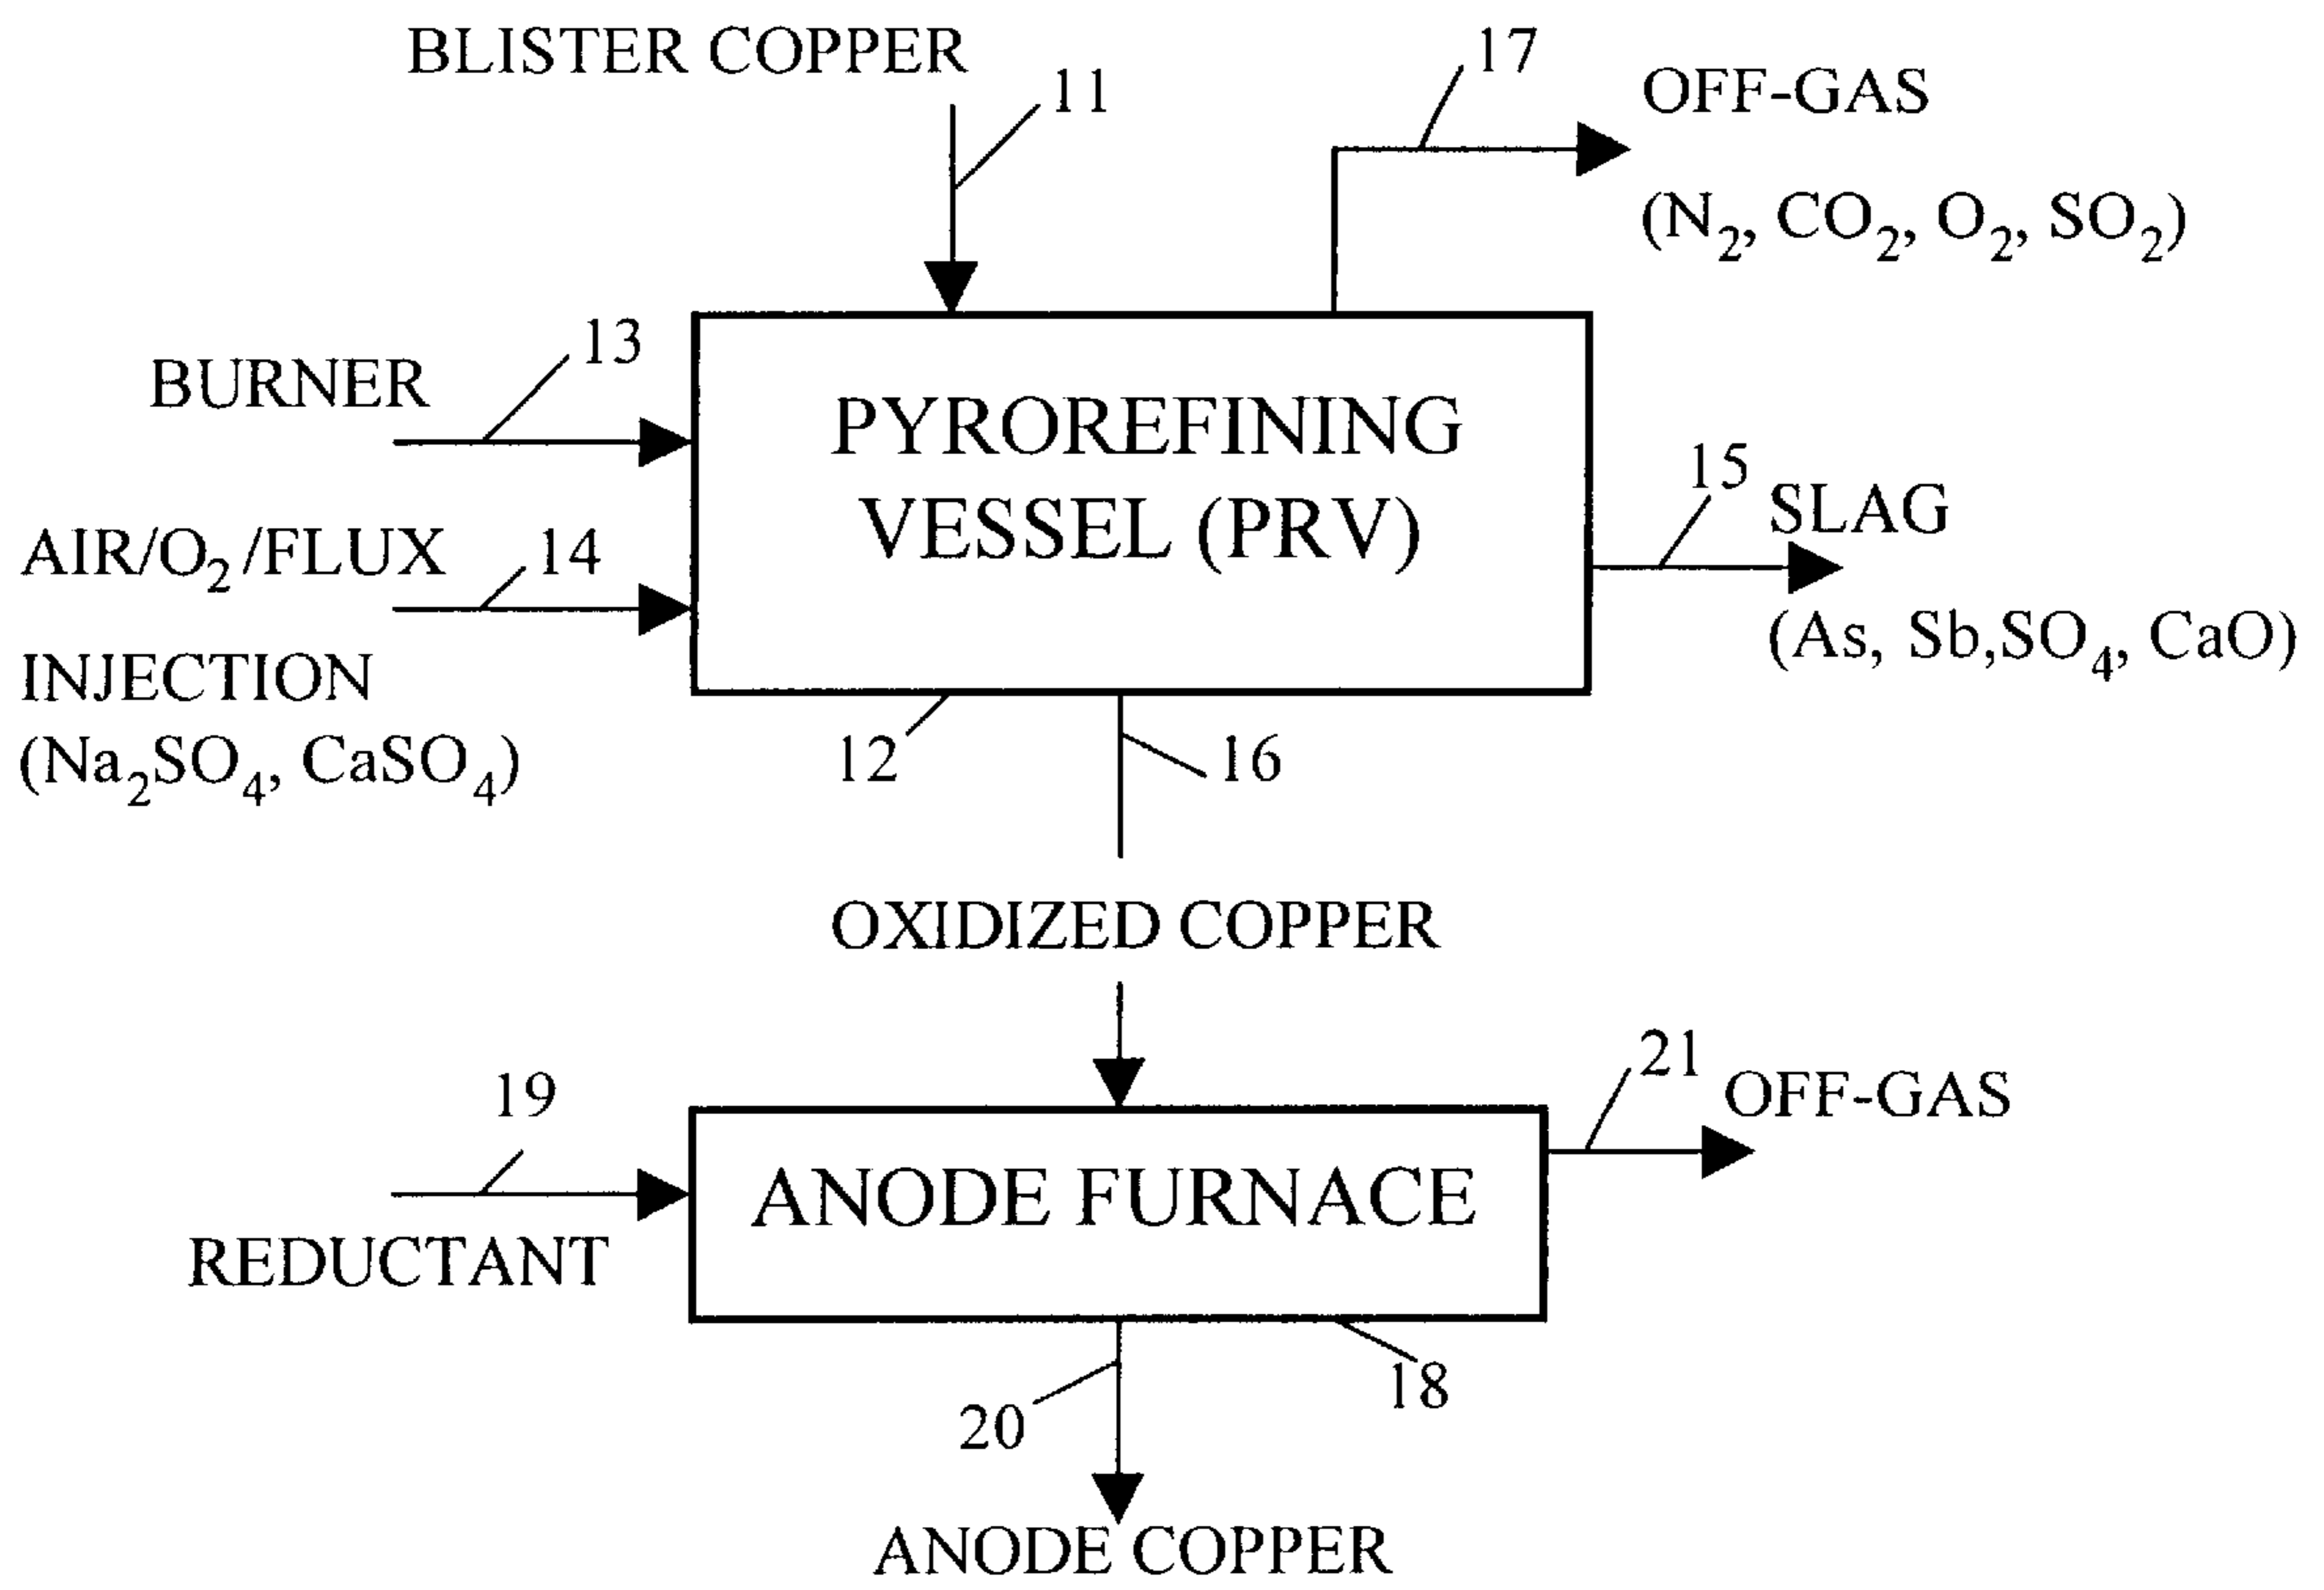 BLISTER COPPER
11
17
OFF-GAS
(N₂, CO₂, O₂, SO₂)
BURNER
13
PYROREFINING
VESSEL (PRV)
AIR/O₂/FLUX
14
INJECTION
(Na₂SO₄, CaSO₄)
15
SLAG
(As, Sb,SO₄, CaO)
12
16
OXIDIZED COPPER
19
REDUCTANT
ANODE FURNACE
21
OFF-GAS
18
20
ANODE COPPER